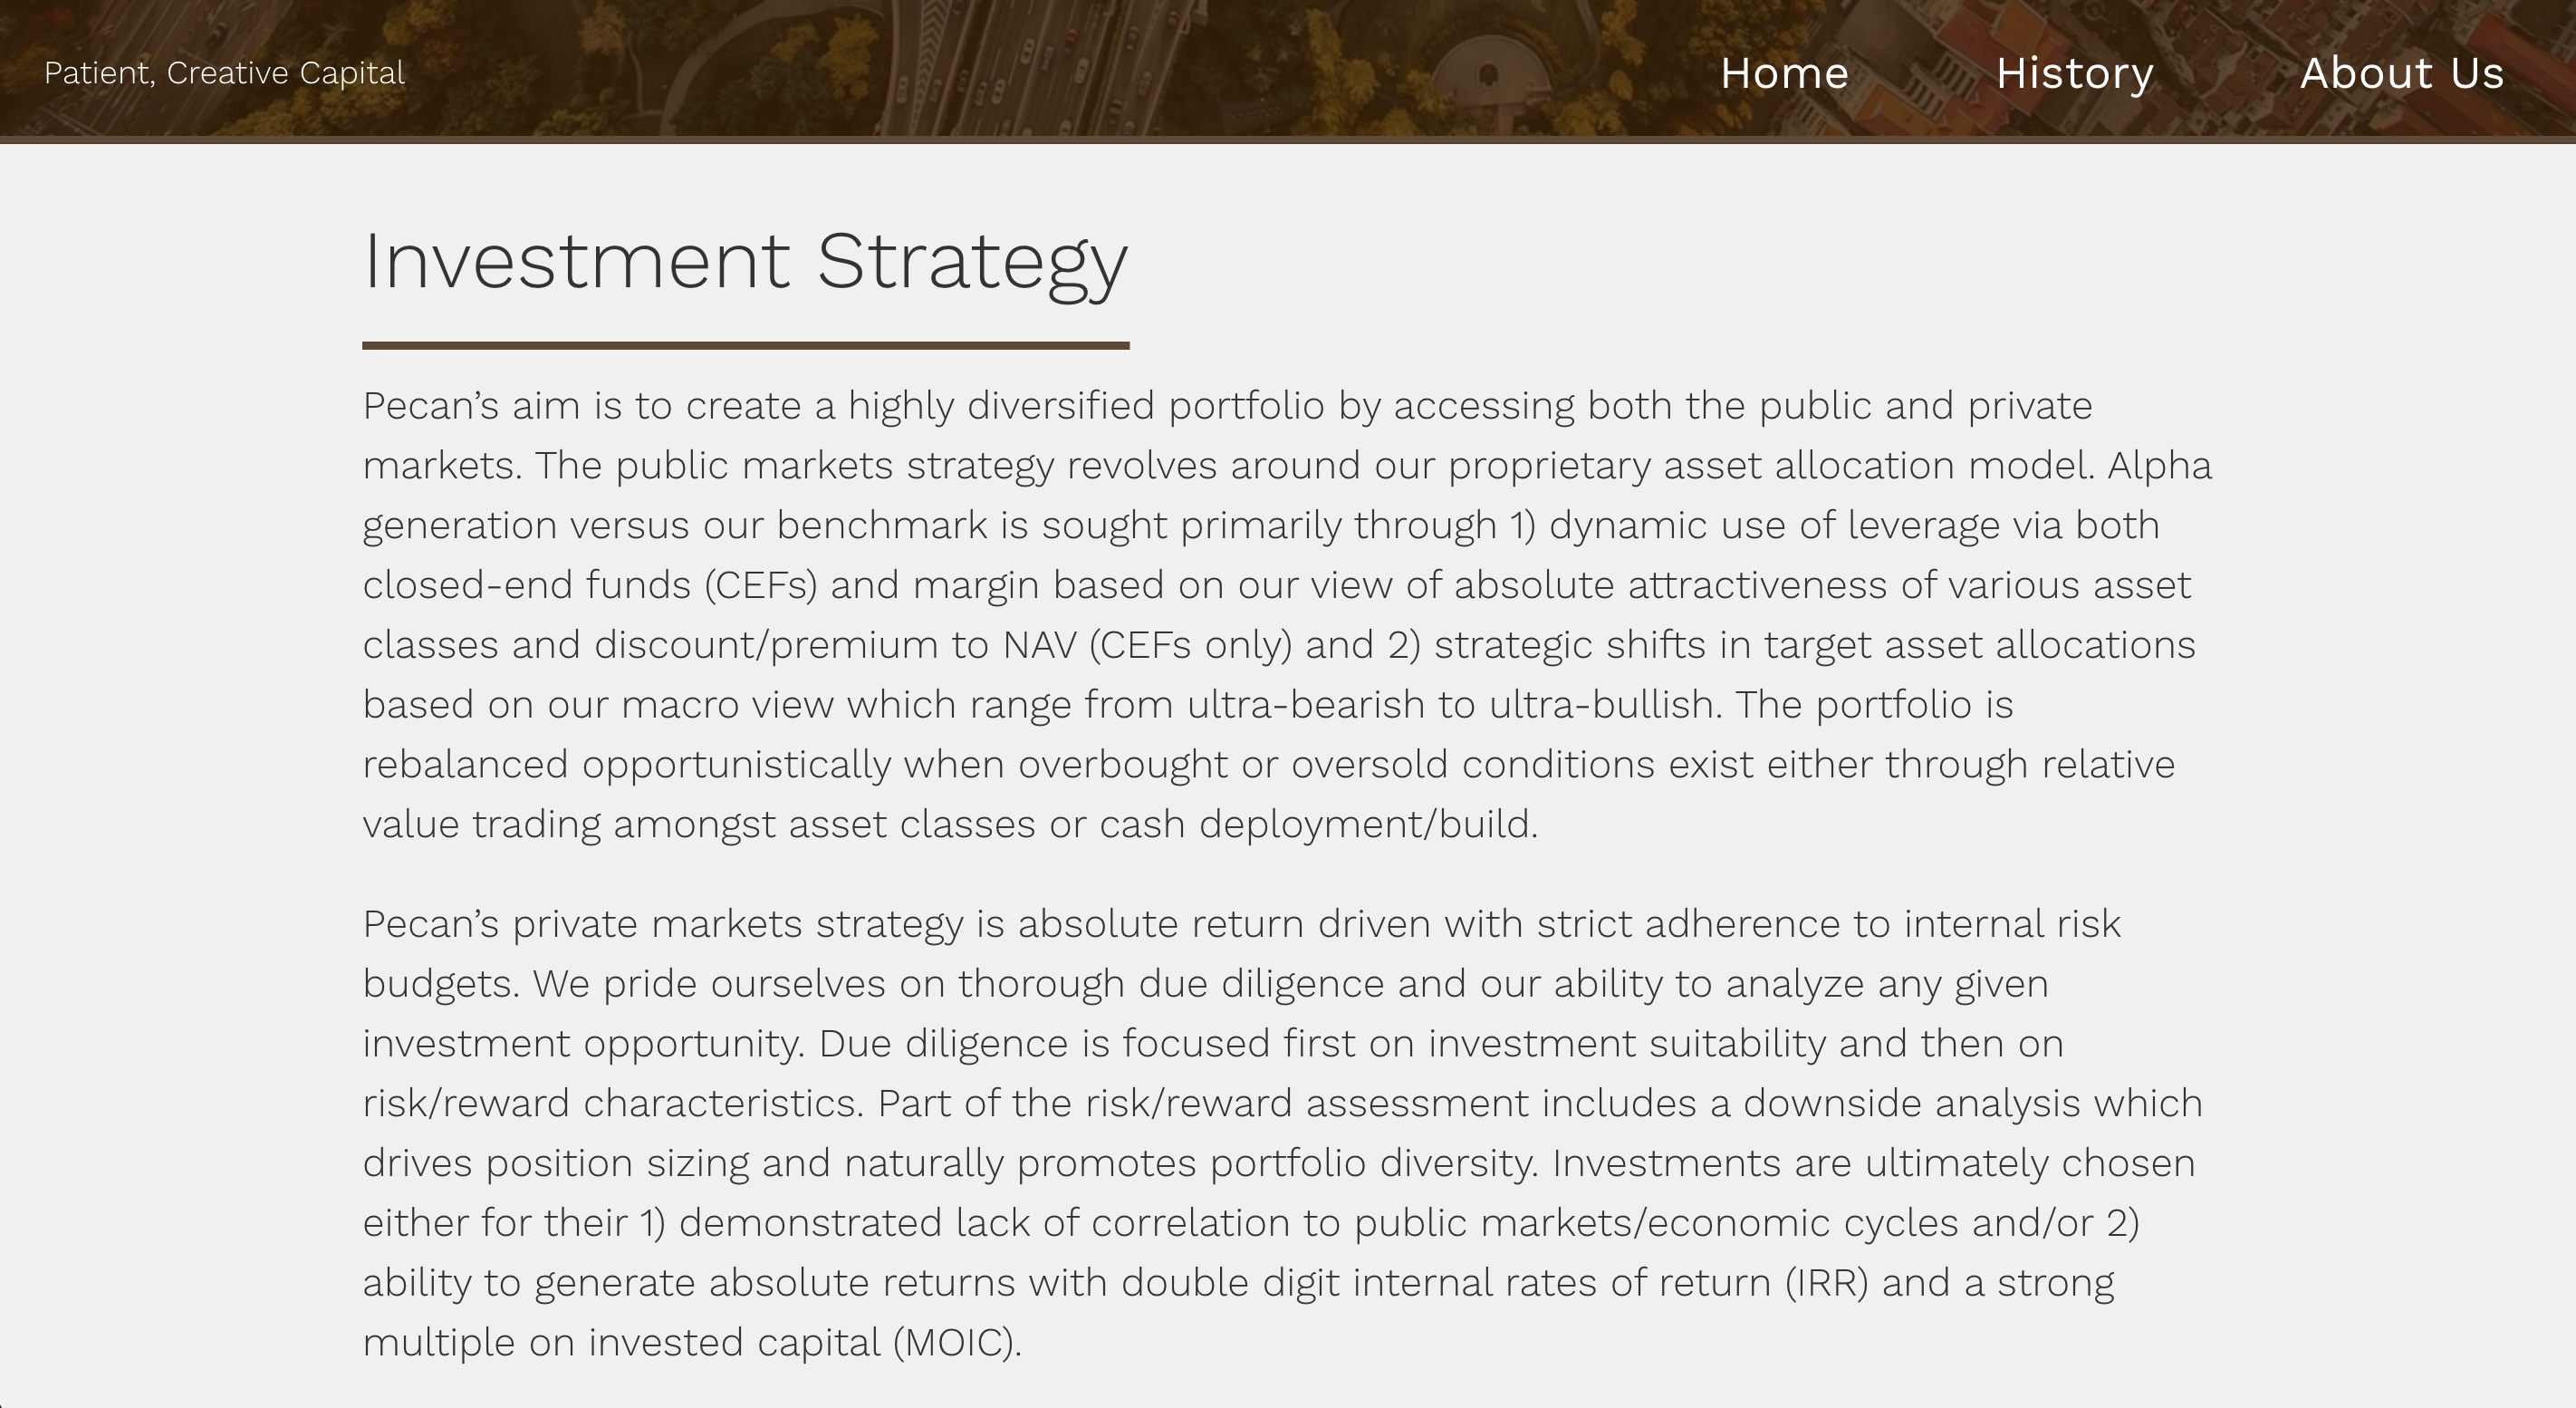 Patient, Creative Capital
Home
History
About Us
Investment Strategy
Pecan’s aim is to create a highly diversified portfolio by accessing both the public and private
markets. The public markets strategy revolves around our proprietary asset allocation model. Alpha
generation versus our benchmark is sought primarily through 1) dynamic use of leverage via both
closed-end funds (CEFs) and margin based on our view of absolute attractiveness of various asset
classes and discount/premium to NAV (CEFs only) and 2) strategic shifts in target asset allocations
based on our macro view which range from ultra-bearish to ultra-bullish. The portfolio is
rebalanced opportunistically when overbought or oversold conditions exist either through relative
value trading amongst asset classes or cash deployment/build.
Pecan’s private markets strategy is absolute return driven with strict adherence to internal risk
budgets. We pride ourselves on thorough due diligence and our ability to analyze any given
investment opportunity. Due diligence is focused first on investment suitability and then on
risk/reward characteristics. Part of the risk/reward assessment includes a downside analysis which
drives position sizing and naturally promotes portfolio diversity. Investments are ultimately chosen
either for their 1) demonstrated lack of correlation to public markets/economic cycles and/or 2)
ability to generate absolute returns with double digit internal rates of return (IRR) and a strong
multiple on invested capital (MOIC).